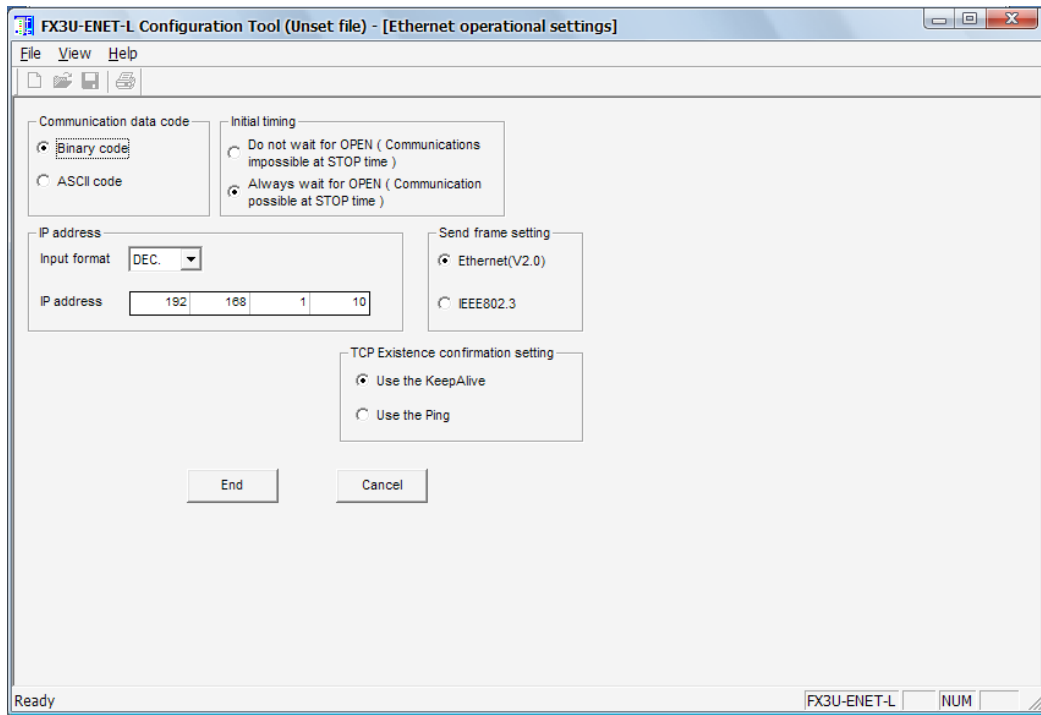 FX3U-ENET-L Configuration Tool (Unset file) - [Ethernet operational settings]
File View Help
Communication data code
Binary code
ASCII code
Initial timing
Do not wait for OPEN ( Communications
impossible at STOP time )
Always wait for OPEN ( Communication
possible at STOP time )
IP address
Input format DEC.
IP address 192 168 1 10
Send frame setting
Ethernet(V2.0)
IEEE802.3
TCP Existence confirmation setting
Use the KeepAlive
Use the Ping
End Cancel
Ready FX3U-ENET-L NUM